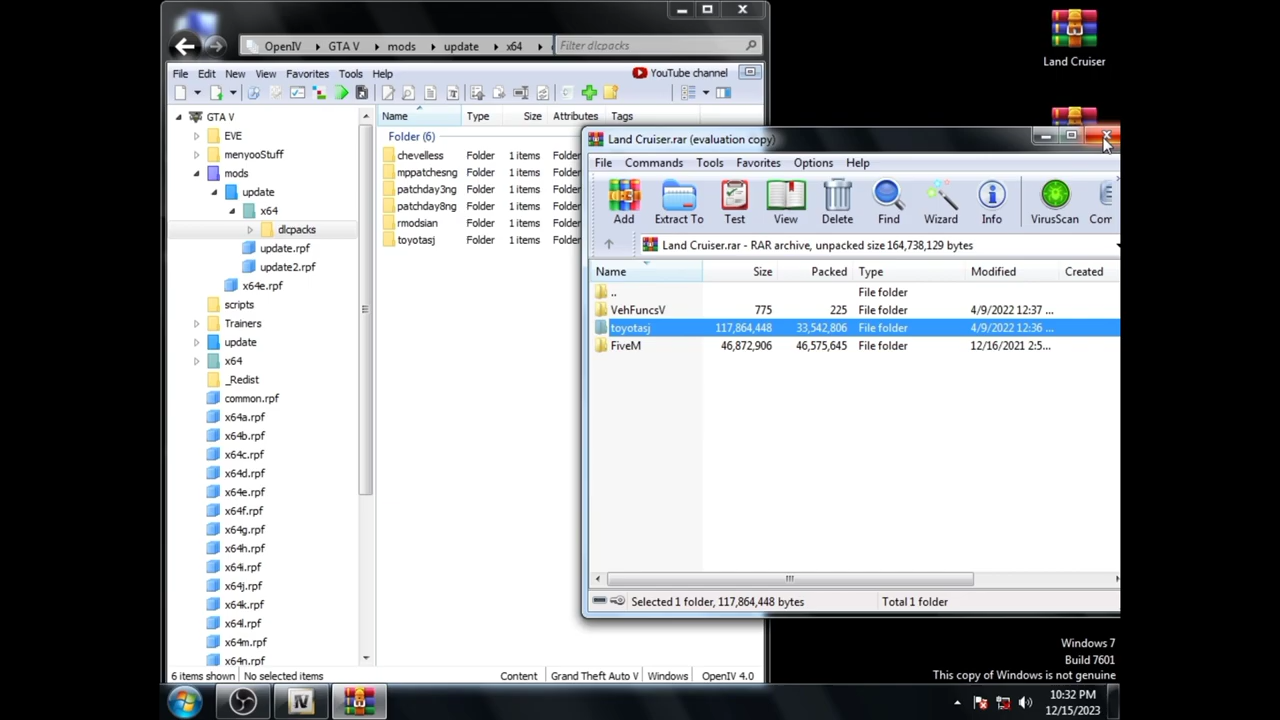 OpenIV GTA V mods update x64 Filter dlcpacks
File Edit New View Favorites Tools Help YouTube channel
GTA V
EVE
menyooStuff
mods
update
x64
dlcpacks
update.rpf
update2.rpf
x64e.rpf
scripts
Trainers
update
x64
_Redist
common.rpf
x64a.rpf
x64b.rpf
x64c.rpf
x64d.rpf
x64e.rpf
x64f.rpf
x64g.rpf
x64h.rpf
x64i.rpf
x64j.rpf
x64k.rpf
x64l.rpf
x64m.rpf
x64n.rpf
Name Type Size Attributes Tags
Folder (6)
chevelless Folder 1 items Folder
mppatchesng Folder 1 items Folder
patchday3ng Folder 1 items Folder
patchday8ng Folder 1 items Folder
rmodsian Folder 1 items Folder
toyotasj Folder 1 items Folder
6 items shown No selected items Content Grand Theft Auto V Windows OpenIV 4.0
Land Cruiser
Land Cruiser.rar (evaluation copy)
File Commands Tools Favorites Options Help
Add Extract To Test View Delete Find Wizard Info VirusScan Com
Land Cruiser.rar - RAR archive, unpacked size 164,738,129 bytes
Name Size Packed Type Modified Created
.. File folder
VehFuncsV 775 225 File folder 4/9/2022 12:37 ...
toyotasj 117,864,448 33,542,806 File folder 4/9/2022 12:36 ...
FiveM 46,872,906 46,575,645 File folder 12/16/2021 2:5...
Selected 1 folder, 117,864,448 bytes Total 1 folder
Windows 7
Build 7601
This copy of Windows is not genuine
10:32 PM
12/15/2023